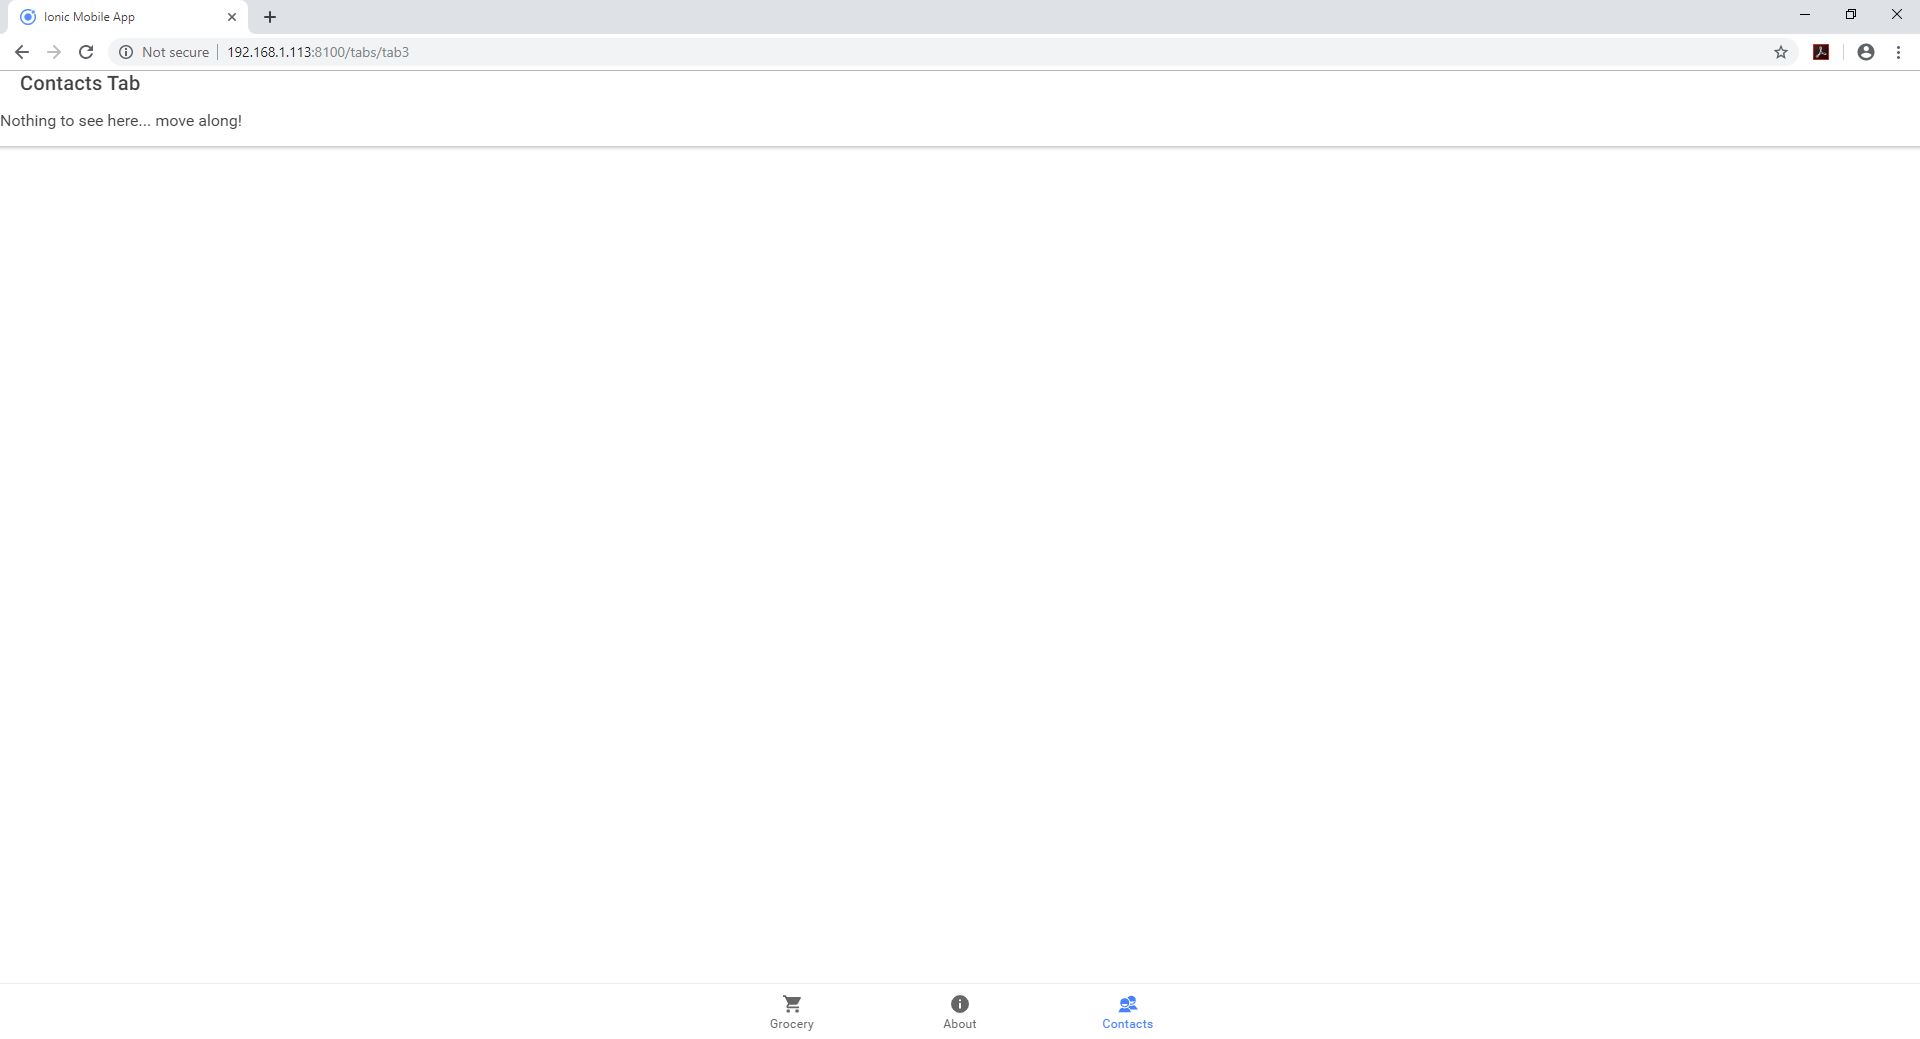 Ionic Mobile App
Not secure 192.168.1.113:8100/tabs/tab3
Contacts Tab
Nothing to see here... move along!
Grocery About Contacts